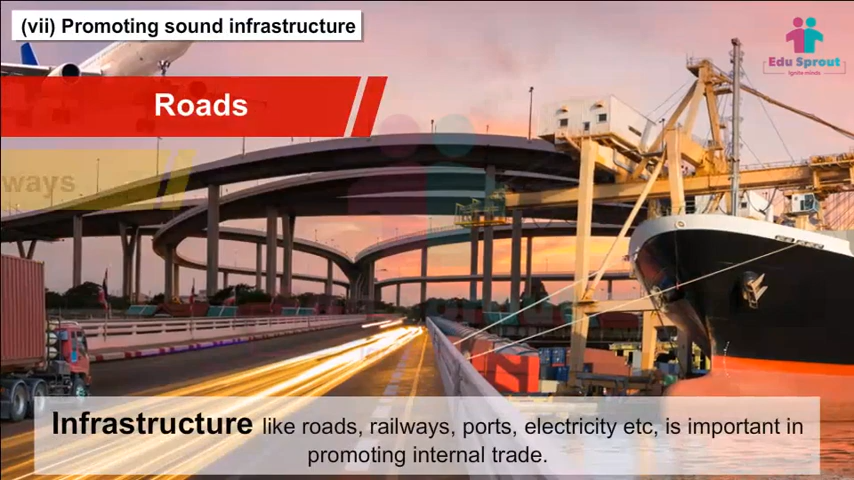 (vii) Promoting sound infrastructure
Edu Sprout
Ignite minds
Roads
ways
Infrastructure like roads, railways, ports, electricity etc, is important in
promoting internal trade.